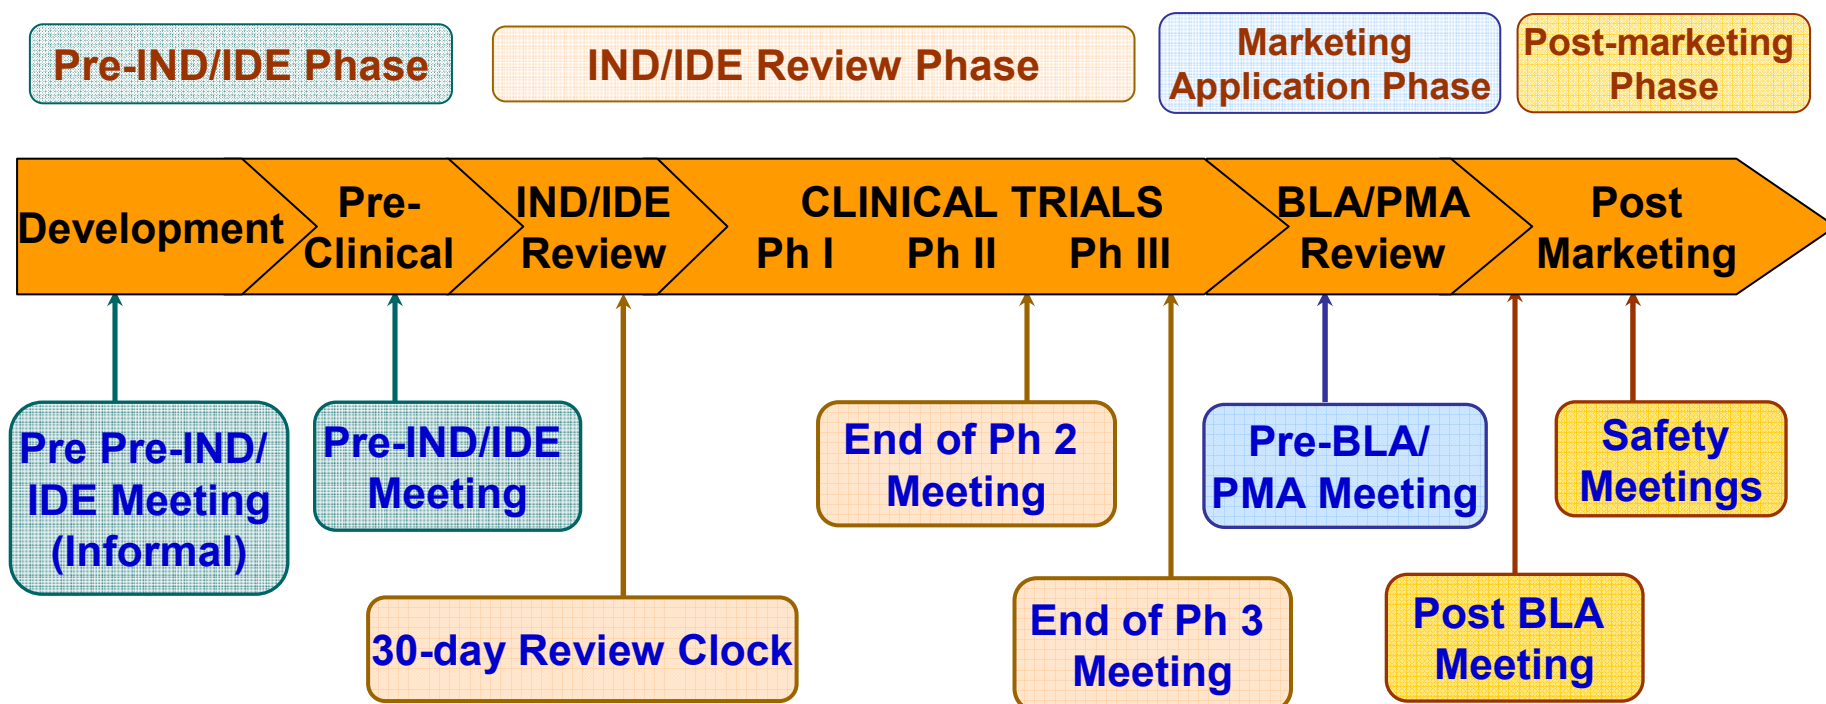 Pre-IND/IDE Phase
IND/IDE Review Phase
Marketing
Application Phase
Post-marketing
Phase
Development
Pre-
Clinical
IND/IDE
Review
CLINICAL TRIALS
Ph I Ph II Ph III
BLA/PMA
Review
Post
Marketing
Pre Pre-IND/
IDE Meeting
(Informal)
Pre-IND/IDE
Meeting
30-day Review Clock
End of Ph 2
Meeting
End of Ph 3
Meeting
Pre-BLA/
PMA Meeting
Post BLA
Meeting
Safety
Meetings